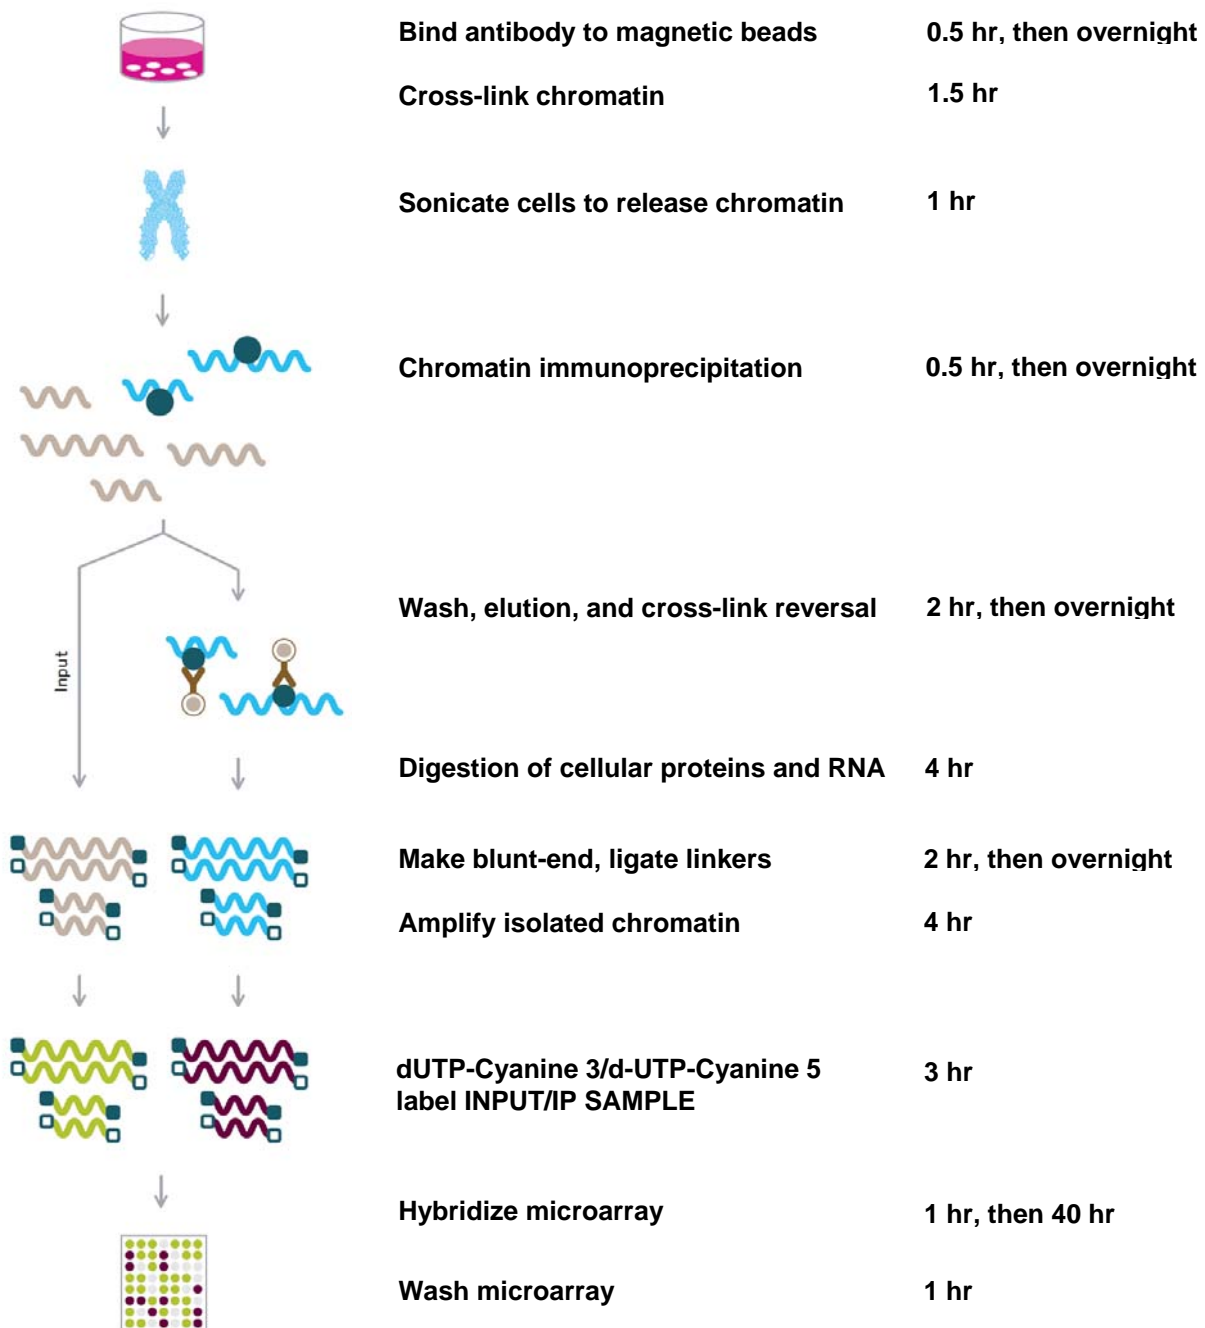 Bind antibody to magnetic beads 0.5 hr, then overnight
Cross-link chromatin 1.5 hr
Sonicate cells to release chromatin 1 hr
Chromatin immunoprecipitation 0.5 hr, then overnight
Wash, elution, and cross-link reversal 2 hr, then overnight
Input
Digestion of cellular proteins and RNA 4 hr
Make blunt-end, ligate linkers 2 hr, then overnight
Amplify isolated chromatin 4 hr
dUTP-Cyanine 3/d-UTP-Cyanine 5 3 hr
label INPUT/IP SAMPLE
Hybridize microarray 1 hr, then 40 hr
Wash microarray 1 hr